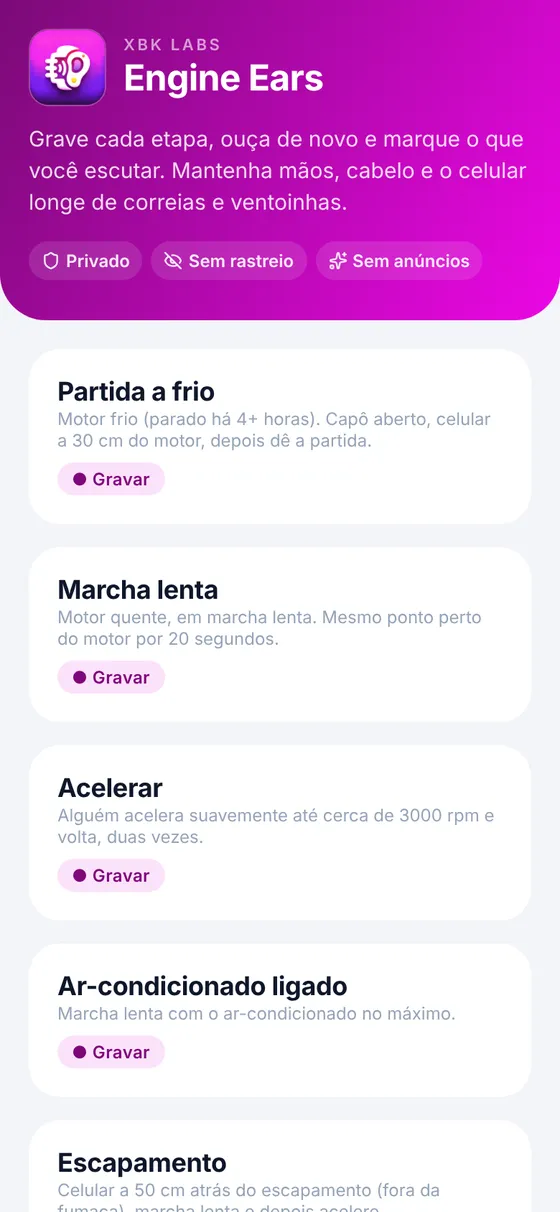 XBK LABS
Engine Ears
Grave cada etapa, ouça de novo e marque o que
você escutar. Mantenha mãos, cabelo e o celular
longe de correias e ventoinhas.
Privado
Sem rastreio
Sem anúncios
Partida a frio
Motor frio (parado há 4+ horas). Capô aberto, celular
a 30 cm do motor, depois dê a partida.
Gravar
Marcha lenta
Motor quente, em marcha lenta. Mesmo ponto perto
do motor por 20 segundos.
Gravar
Acelerar
Alguém acelera suavemente até cerca de 3000 rpm e
volta, duas vezes.
Gravar
Ar-condicionado ligado
Marcha lenta com o ar-condicionado no máximo.
Gravar
Escapamento
Celular a 50 cm atrás do escapamento (fora da
fumaça), marcha lenta e depois acelere.